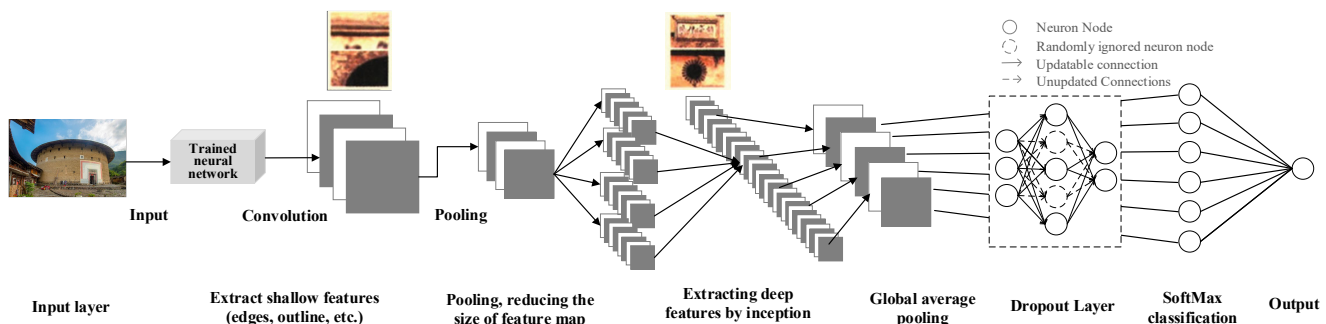 Neuron Node
Randomly ignored neuron node
Updatable connection
Unupdated Connections
Trained
neural
network
Input
Convolution
Pooling
Input layer
Extract shallow features
(edges, outline, etc.)
Pooling, reducing the
size of feature map
Extracting deep
features by inception
Global average
pooling
Dropout Layer
SoftMax
classification
Output